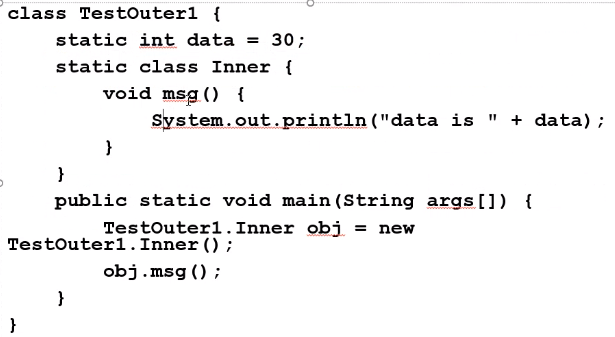 class TestOuter1 {
static int data = 30;
static class Inner {
void msg() {
System.out.println("data is " + data);
}
}
public static void main(String args[]) {
TestOuter1.Inner obj = new
TestOuter1.Inner();
obj.msg();
}
}